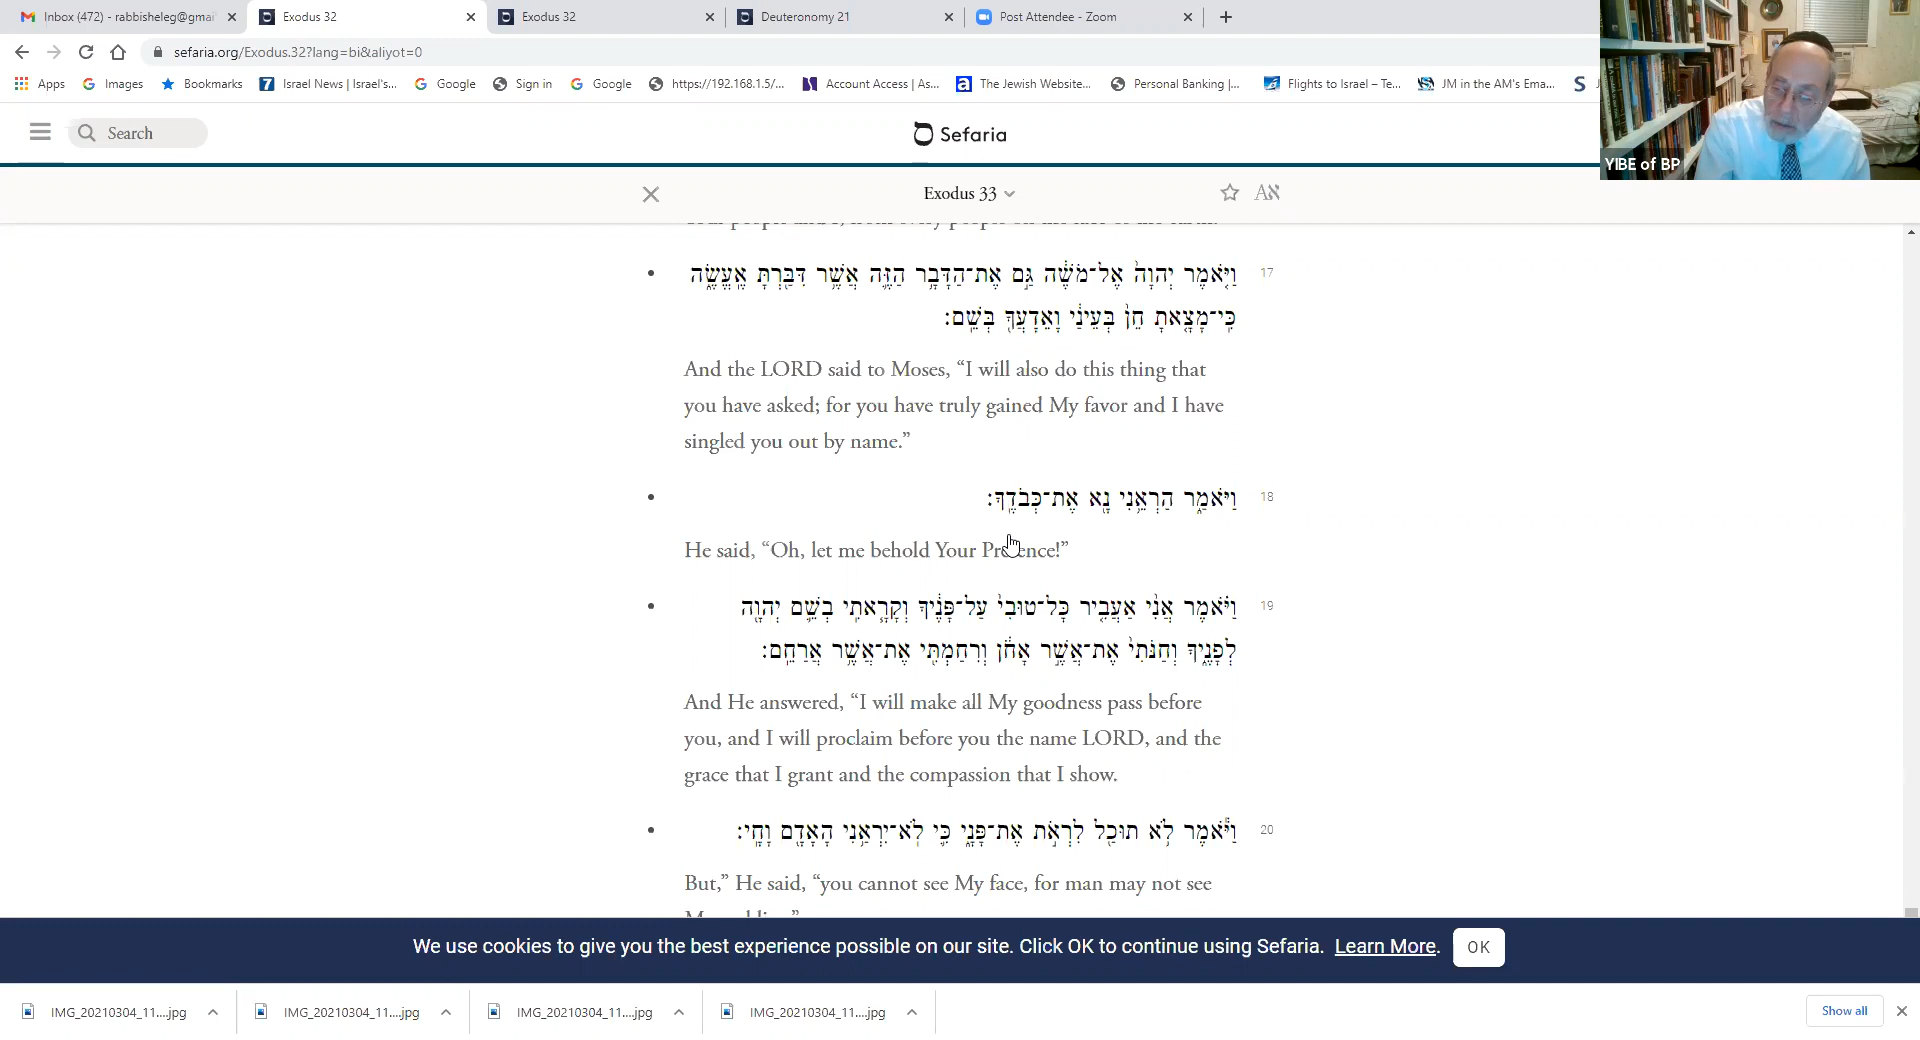 Inbox (472) - rabbisheleg@gmai
Exodus 32
Exodus 32
Deuteronomy 21
Post Attendee - Zoom
sefaria.org/Exodus.32?lang=bi&aliyot=0
Apps
Images
Bookmarks
7
Israel News | Israel's...
Google
Sign in
Google
https://192.168.1.5/...
Account Access | As...
The Jewish Website...
Personal Banking |...
Flights to Israel – Te...
JM in the AM's Ema...
YIBE of BP
Search
Sefaria
Exodus 33
17
וַיֹּ֤אמֶר יְהוָה֙ אֶל־מֹשֶׁ֔ה גַּ֣ם אֶת־הַדָּבָ֥ר הַזֶּ֛ה אֲשֶׁ֥ר דִּבַּ֖רְתָּ אֶֽעֱשֶׂ֑ה
כִּֽי־מָצָ֤אתָ חֵן֙ בְּעֵינַ֔י וָאֵדָעֲךָ֖ בְּשֵֽׁם׃
And the LORD said to Moses, “I will also do this thing that
you have asked; for you have truly gained My favor and I have
singled you out by name.”
18
וַיֹּאמַ֑ר הַרְאֵ֥נִי נָ֖א אֶת־כְּבֹדֶֽךָ׃
He said, “Oh, let me behold Your Presence!”
19
וַיֹּ֗אמֶר אֲנִ֨י אַעֲבִ֤יר כָּל־טוּבִי֙ עַל־פָּנֶ֔יךָ וְקָרָ֧אתִֽי בְשֵׁ֛ם יְהוָ֖ה
לְפָנֶ֑יךָ וְחַנֹּתִי֙ אֶת־אֲשֶׁ֣ר אָחֹ֔ן וְרִחַמְתִּ֖י אֶת־אֲשֶׁ֥ר אֲרַחֵֽם׃
And He answered, “I will make all My goodness pass before
you, and I will proclaim before you the name LORD, and the
grace that I grant and the compassion that I show.
20
וַיֹּ֕אמֶר לֹ֥א תוּכַ֖ל לִרְאֹ֣ת אֶת־פָּנָ֑י כִּ֛י לֹֽא־יִרְאַ֥נִי הָאָדָ֖ם וָחָֽי׃
But,” He said, “you cannot see My face, for man may not see
We use cookies to give you the best experience possible on our site. Click OK to continue using Sefaria. Learn More. OK
IMG_20210304_11....jpg
IMG_20210304_11....jpg
IMG_20210304_11....jpg
IMG_20210304_11....jpg
Show all